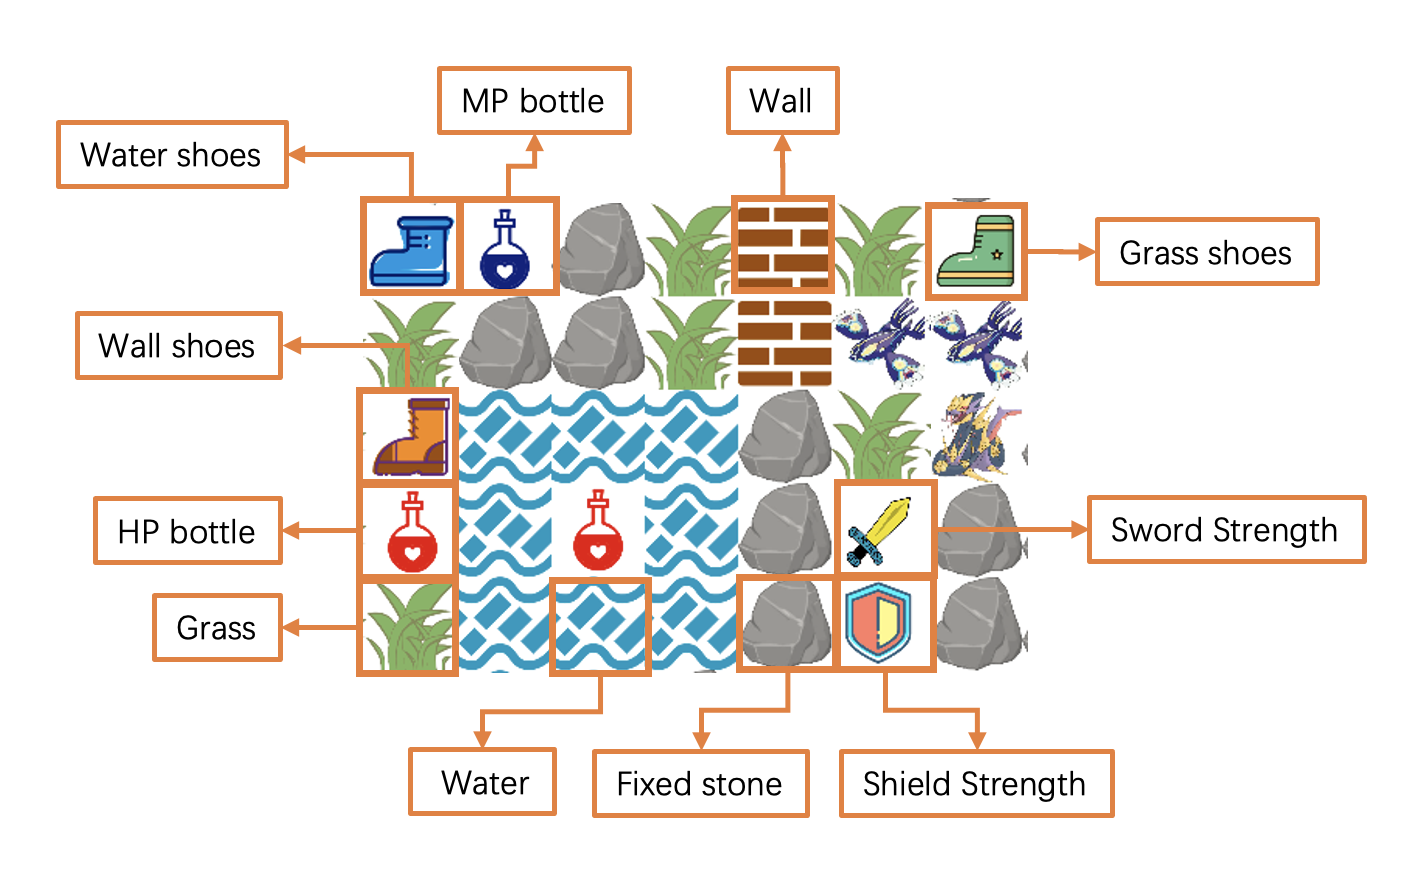 MP bottle
Wall
Water shoes
Grass shoes
Wall shoes
HP bottle
Sword Strength
Grass
Water
Fixed stone
Shield Strength